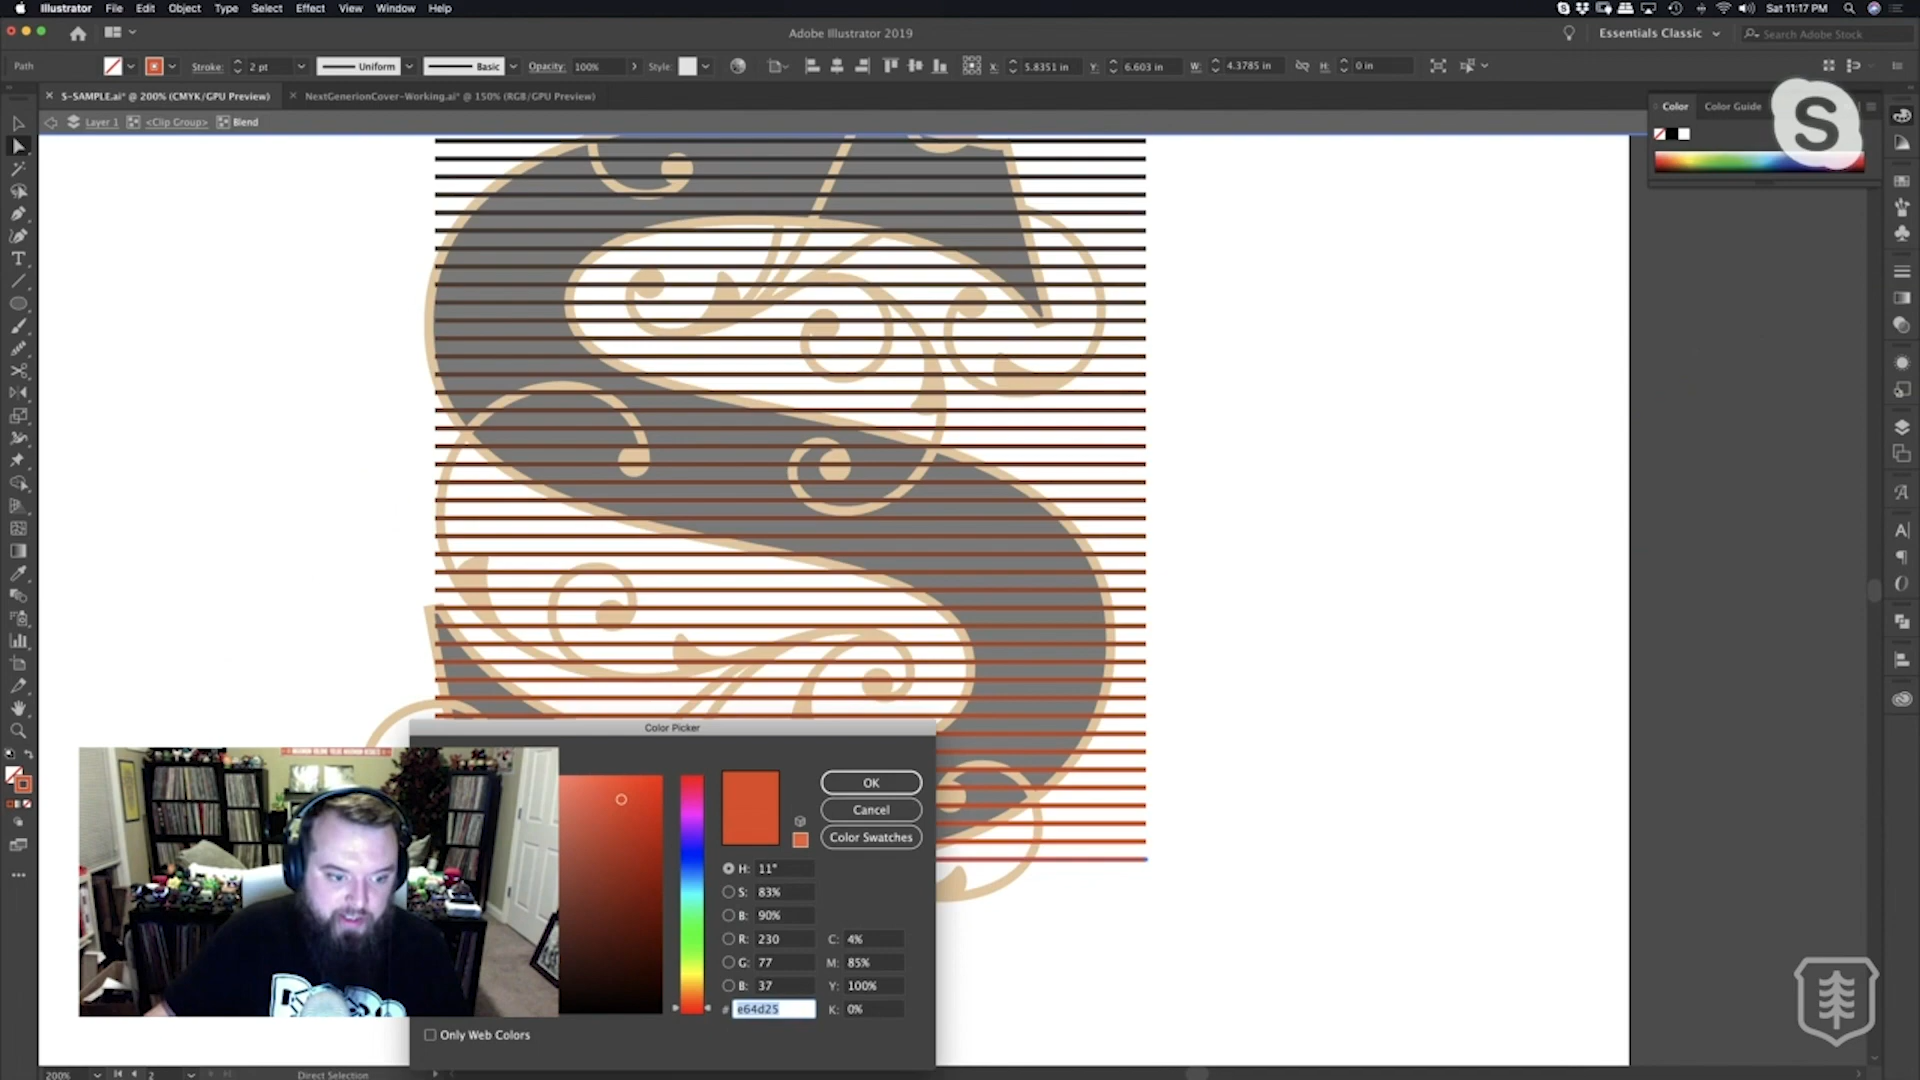 Illustrator File Edit Object Type Select Effect View Window Help
Sat 11:17 PM
Adobe Illustrator 2019
Essentials Classic
Search Adobe Stock
Path
Stroke: 2 pt
Uniform
Basic
Opacity: 100%
Style:
X: 5.8351 in
Y: 6.603 in
W: 4.3785 in
H: 0 in
S-SAMPLE.ai* @ 200% (CMYK/GPU Preview)
NextGenerionCover-Working.ai* @ 150% (RGB/GPU Preview)
Layer 1 <Clip Group> Blend
Color Color Guide
S
Color Picker
OK
Cancel
Color Swatches
H: 11°
S: 83%
B: 90%
R: 230 C: 4%
G: 77 M: 85%
B: 37 Y: 100%
# e64d25 K: 0%
Only Web Colors
200% 2 Direct Selection